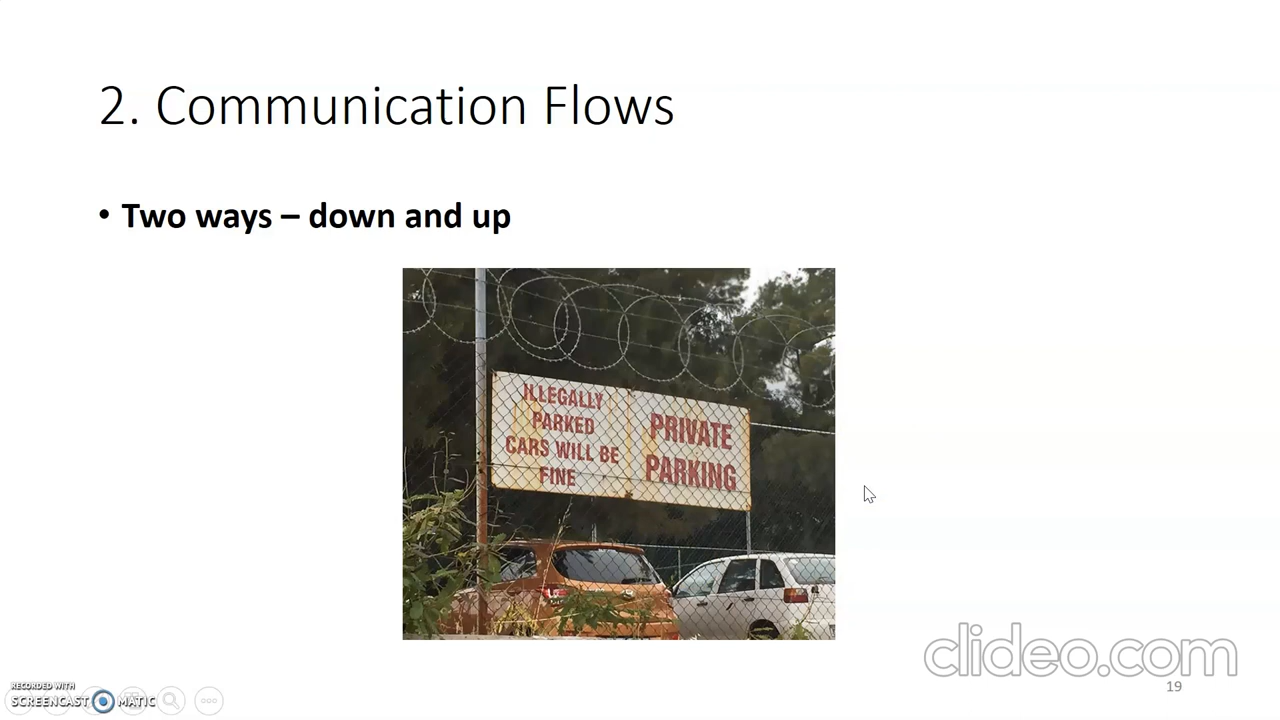 2. Communication Flows
• Two ways – down and up
ILLEGALLY
PARKED
CARS WILL BE
FINE
PRIVATE
PARKING
clideo.com
19
RECORDED WITH
SCREENCAST MATIC